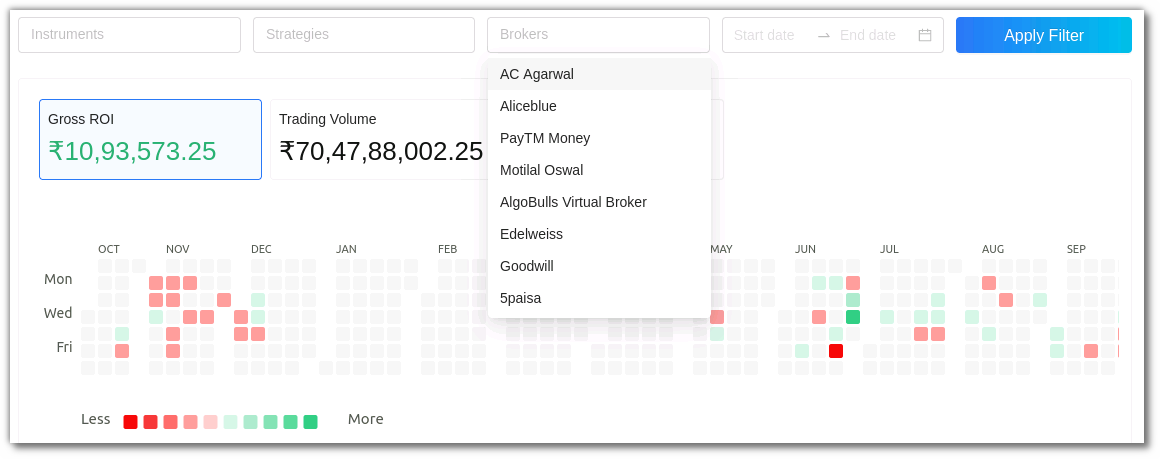 Instruments
Strategies
Brokers
Start date → End date
Apply Filter
AC Agarwal
Aliceblue
PayTM Money
Motilal Oswal
AlgoBulls Virtual Broker
Edelweiss
Goodwill
5paisa
Gross ROI
₹10,93,573.25
Trading Volume
₹70,47,88,002.25
OCT NOV DEC JAN FEB MAY JUN JUL AUG SEP
Mon
Wed
Fri
Less More